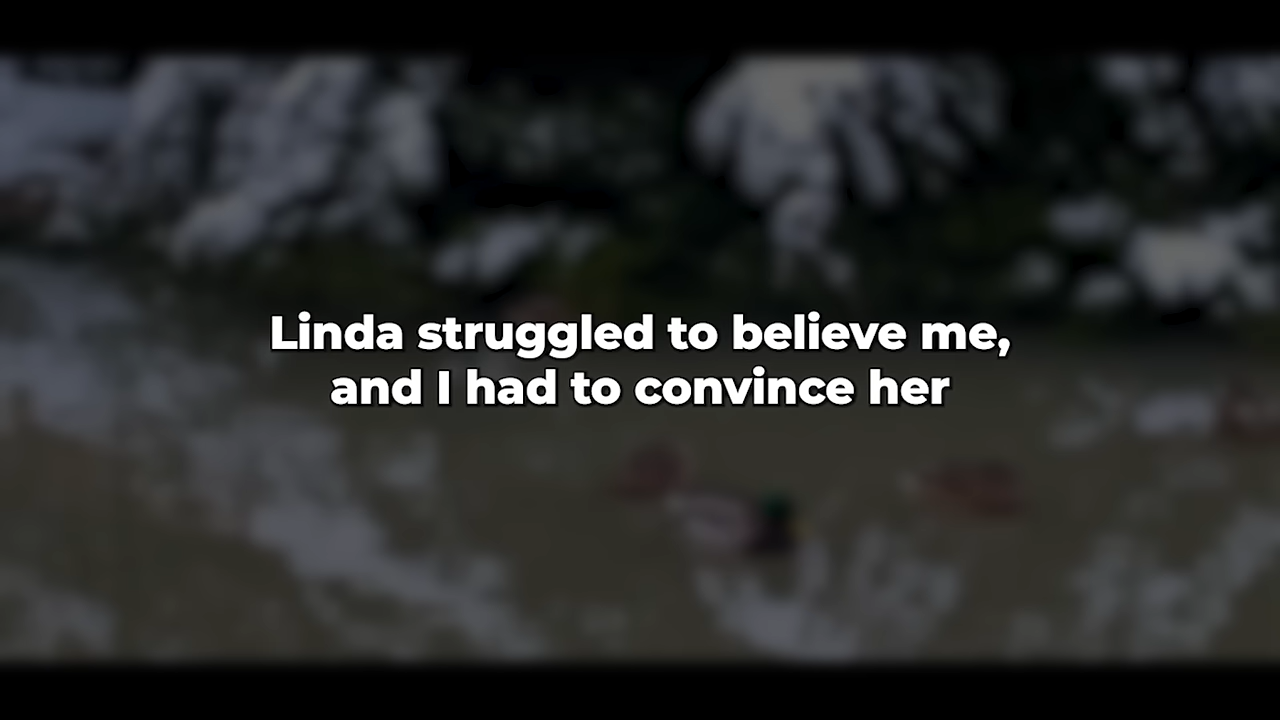 Linda struggled to believe me,
and I had to convince her